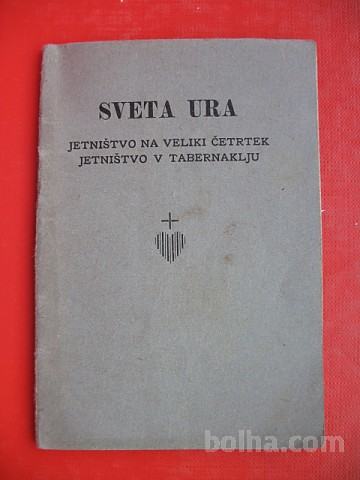 SVETA URA
JETNIŠTVO NA VELIKI ČETRTEK
JETNIŠTVO V TABERNAKLJU
bolha.com